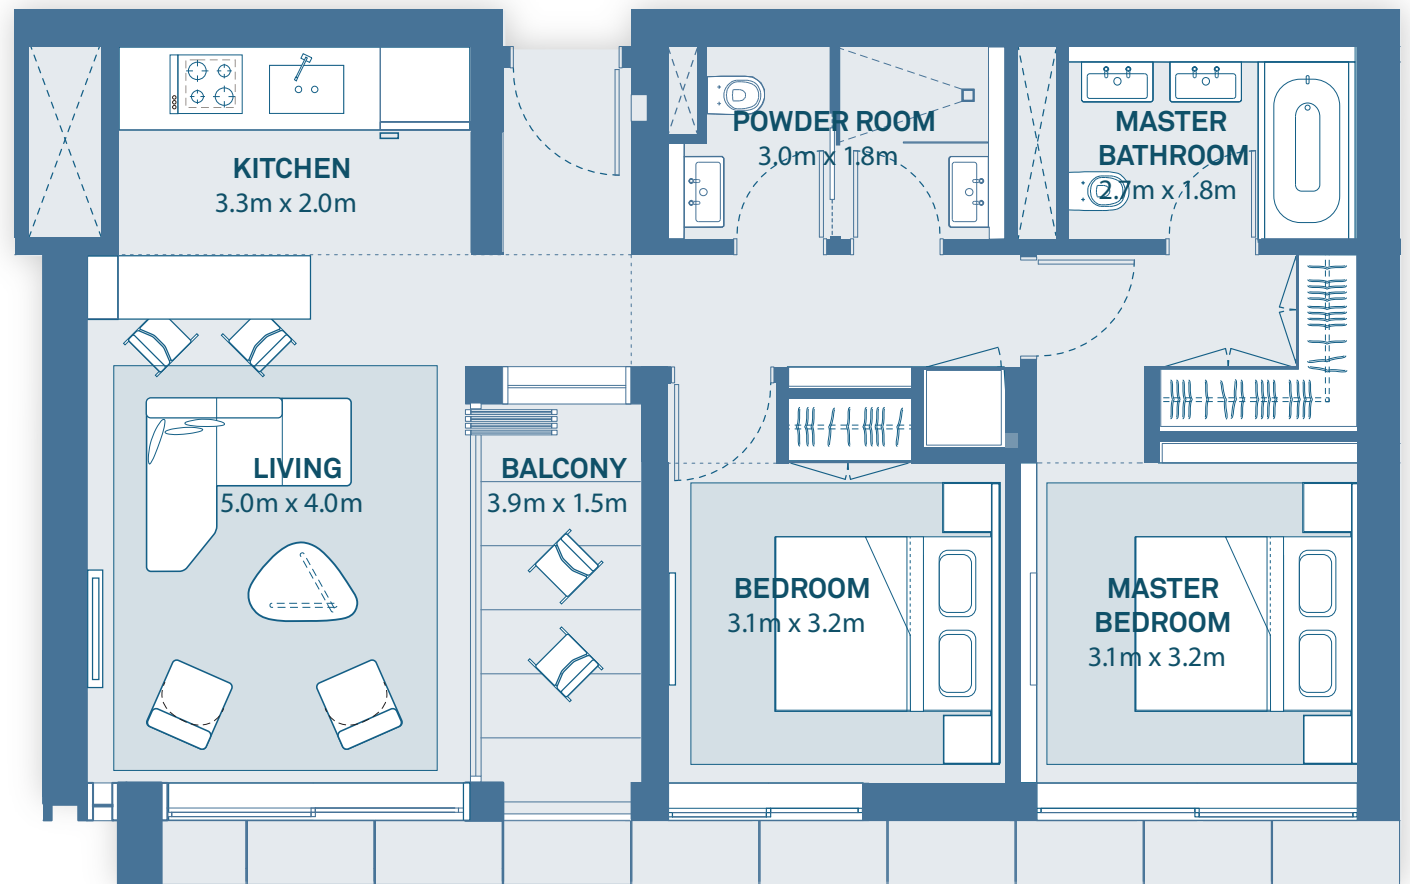 KITCHEN
3.3m x 2.0m
POWDER ROOM
3.0m x 1.8m
MASTER
BATHROOM
2.7m x 1.8m
LIVING
5.0m x 4.0m
BALCONY
3.9m x 1.5m
BEDROOM
3.1m x 3.2m
MASTER
BEDROOM
3.1m x 3.2m